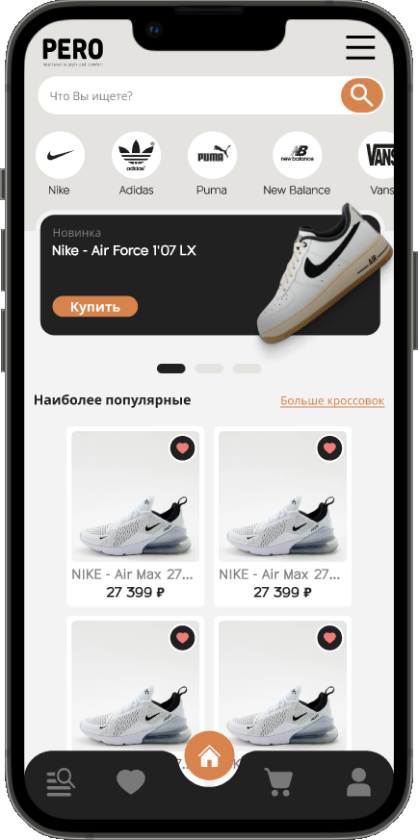 PERO
Что Вы ищете?
adidas
PUMA
new balance
VANS
Nike
Adidas
Puma
New Balance
Vans
Новинка
Nike - Air Force 1'07 LX
AIR
Купить
Наиболее популярные
Больше кроссовок
NIKE - Air Max 27...
NIKE - Air Max 27...
27 399 ₽
27 399 ₽